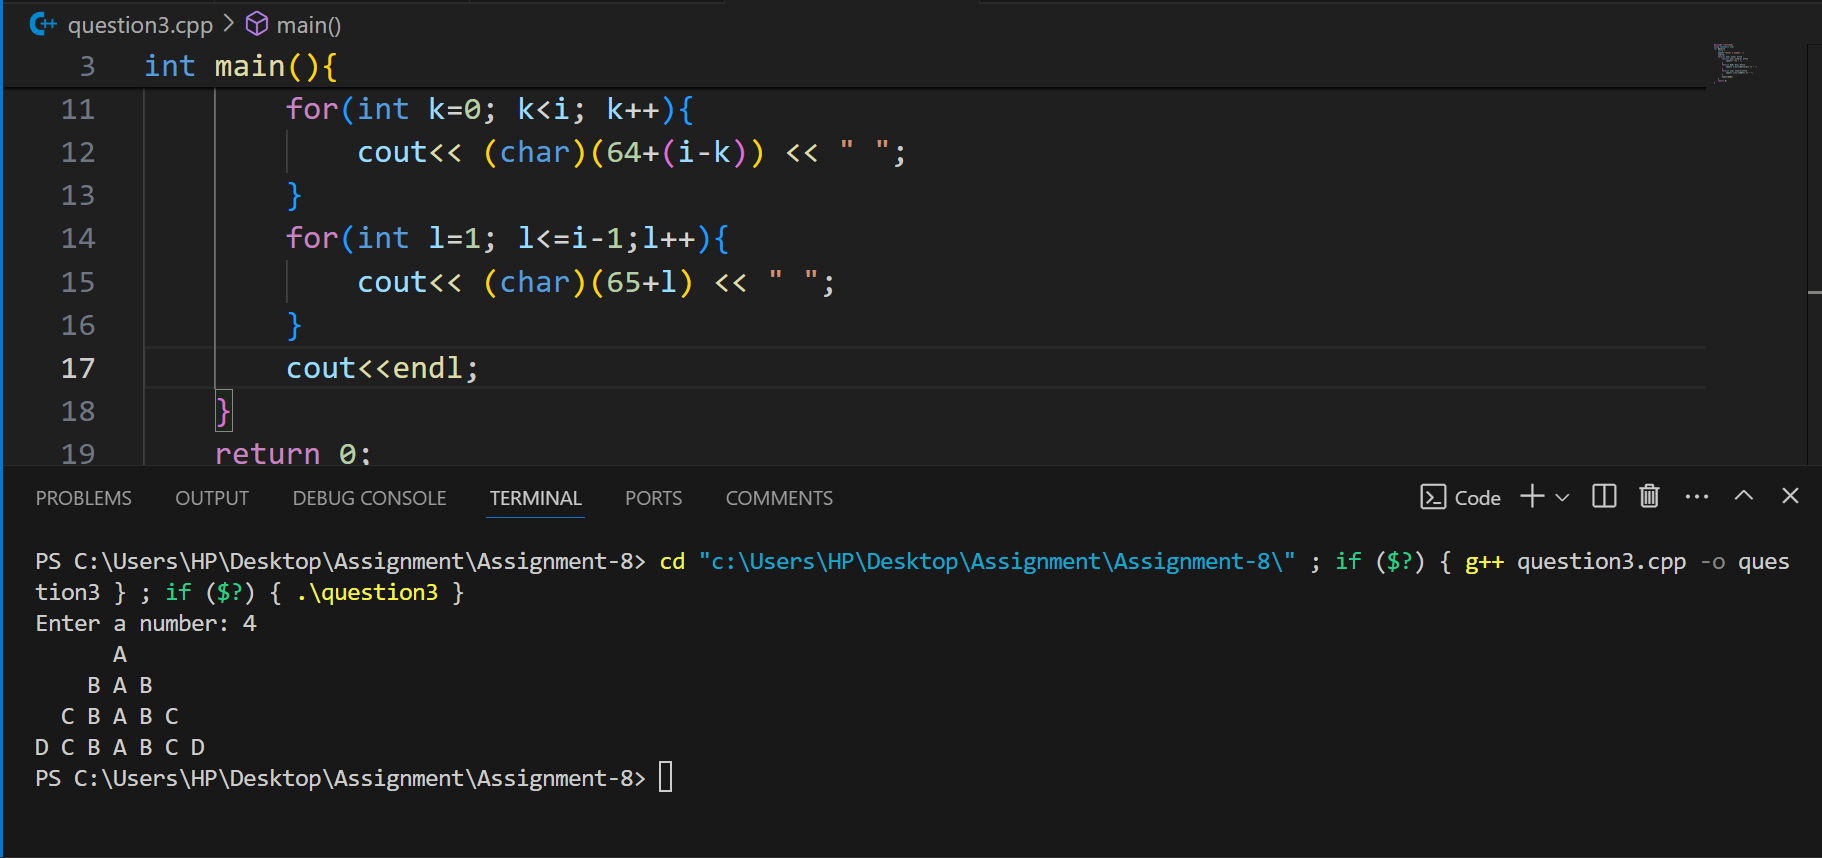 question3.cpp > main()
3 int main(){
11 for(int k=0; k<i; k++){
12 cout<< (char)(64+(i-k)) << " ";
13 }
14 for(int l=1; l<=i-1;l++){
15 cout<< (char)(65+l) << " ";
16 }
17 cout<<endl;
18 }
19 return 0;
PROBLEMS OUTPUT DEBUG CONSOLE TERMINAL PORTS COMMENTS Code
PS C:\Users\HP\Desktop\Assignment\Assignment-8> cd "c:\Users\HP\Desktop\Assignment\Assignment-8\" ; if ($?) { g++ question3.cpp -o ques
tion3 } ; if ($?) { .\question3 }
Enter a number: 4
A
B A B
C B A B C
D C B A B C D
PS C:\Users\HP\Desktop\Assignment\Assignment-8>